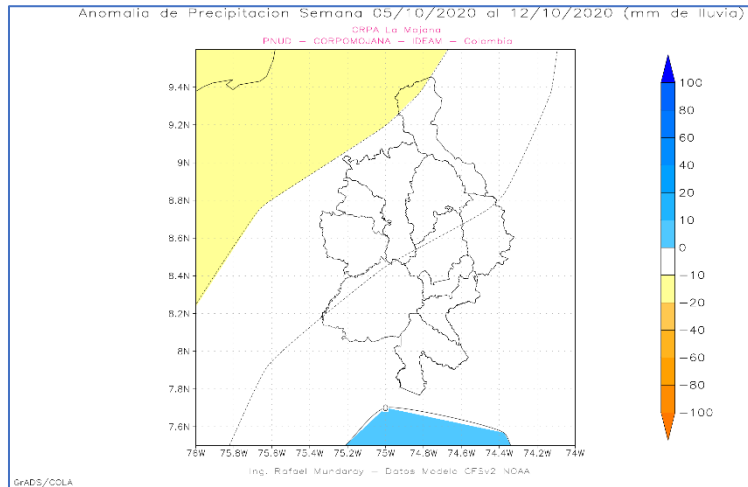 Anomalia de Precipitacion Semana 05/10/2020 al 12/10/2020 (mm de lluvia)
CRPA La Mojana
PNUD – CORPOMOJANA – IDEAM – Colombia
9.4N
9.2N
9N
8.8N
8.6N
8.4N
8.2N
8N
7.8N
7.6N
0
76W 75.8W 75.6W 75.4W 75.2W 75W 74.8W 74.6W 74.4W 74.2W 74W
100
80
60
40
20
10
0
−10
−20
−40
−60
−80
−100
Ing. Rafael Mundaray – Datos Modelo CFSv2 NOAA
GrADS/COLA